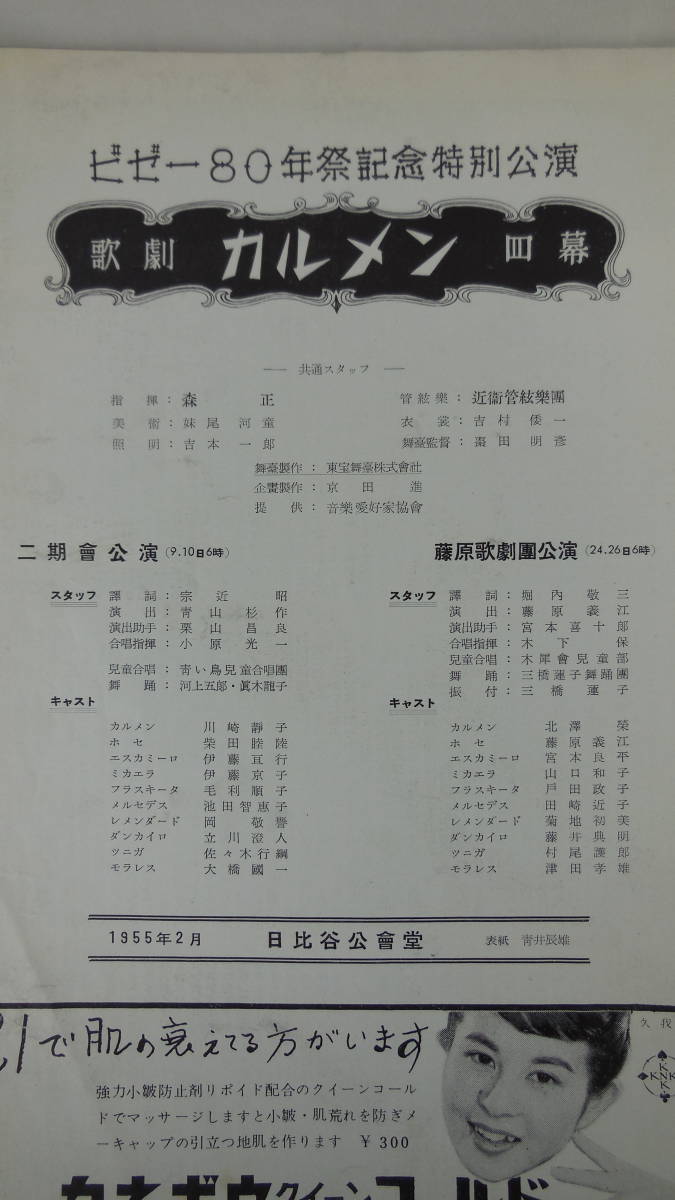 ビゼー80年祭記念特別公演
歌劇 カルメン 四幕
── 共通スタッフ ──
指揮：森正
美術：妹尾河童
照明：吉本一郎
管絃樂：近衞管絃樂團
衣裳：吉村倭一
舞臺監督：棗田明彦
舞臺製作：東宝舞臺株式會社
企畫製作：京田進
提供：音樂愛好家協會
二期會公演（9.10日6時）
スタッフ
譯詞：宗近昭
演出：青山杉作
演出助手：栗山昌良
合唱指揮：小原光一
兒童合唱：靑い鳥兒童合唱團
舞踊：河上五郎・眞木龍子
キャスト
カルメン 川崎靜子
ホセ 柴田睦陸
エスカミーロ 伊藤亘行
ミカエラ 伊藤京子
フラスキータ 毛利順子
メルセデス 池田智恵子
レメンダード 岡敬譽
ダンカイロ 立川澄人
ツニガ 佐々木行綱
モラレス 大橋國一
藤原歌劇團公演（24.26日6時）
スタッフ
譯詞：堀内敬三
演出：藤原義江
演出助手：宮本喜十郎
合唱指揮：木下保
兒童合唱：木犀會兒童部
舞踊：三橋蓮子舞踊團
振付：三橋蓮子
キャスト
カルメン 北澤榮
ホセ 藤原義江
エスカミーロ 宮本良平
ミカエラ 山口和子
フラスキータ 戸田政子
メルセデス 田崎近子
レメンダード 菊地初美
ダンカイロ 藤井典明
ツニガ 村尾護郎
モラレス 津田孝雄
1955年2月 日比谷公會堂 表紙 靑井辰雄
で肌の衰えてる方がいます
強力小皺防止剤リポイド配合のクイーンコール
ドでマッサージしますと小皺・肌荒れを防ぎメ
ーキャップの引立つ地肌を作ります ￥300
カネボウクイーンコールド
久我